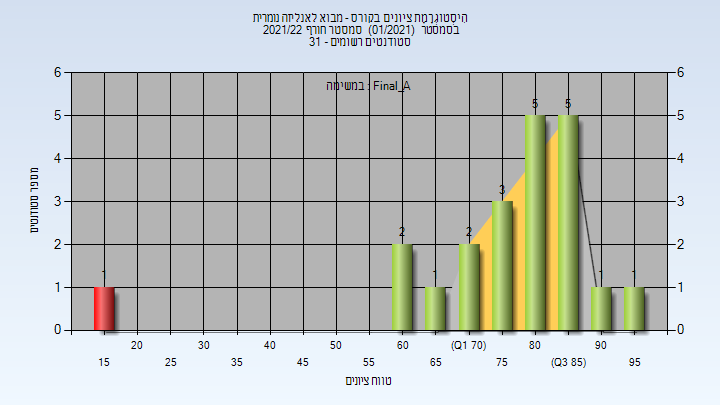 היסטוגרמת ציונים בקורס - מבוא לאנליזה נומרית
בסמסטר (01/2021) סמסטר חורף 2021/22
סטודנטים רשומים - 31
במשימה : Final_A
מספר סטודנטים
6 6
5 5
4 4
3 3
2 2
1 1
0 0
1 2 1 2 3 5 5 1 1
20 30 40 50 60 (Q1 70) 80 90
15 25 35 45 55 65 75 (Q3 85) 95
טווח ציונים